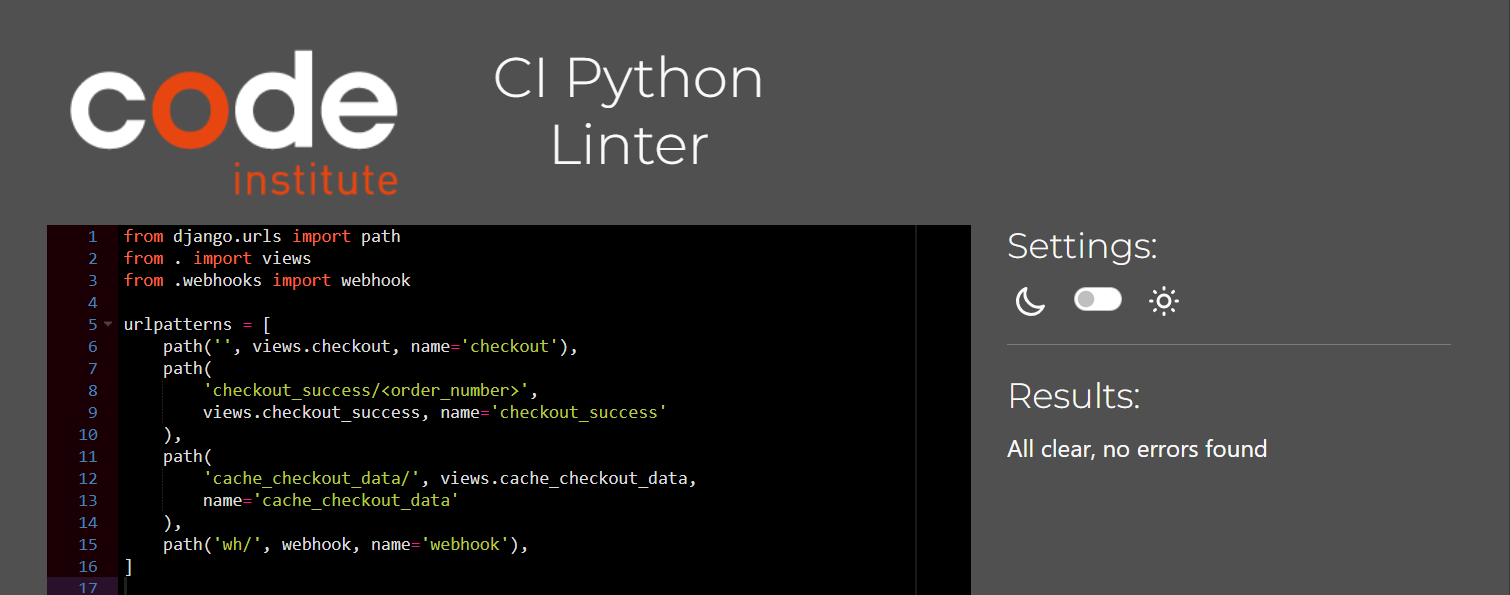 code
institute
CI Python
Linter
1 from django.urls import path
2 from . import views
3 from .webhooks import webhook
4
5 urlpatterns = [
6     path('', views.checkout, name='checkout'),
7     path(
8         'checkout_success/<order_number>',
9         views.checkout_success, name='checkout_success'
10     ),
11     path(
12         'cache_checkout_data/', views.cache_checkout_data,
13         name='cache_checkout_data'
14     ),
15     path('wh/', webhook, name='webhook'),
16 ]
17
Settings:
Results:
All clear, no errors found